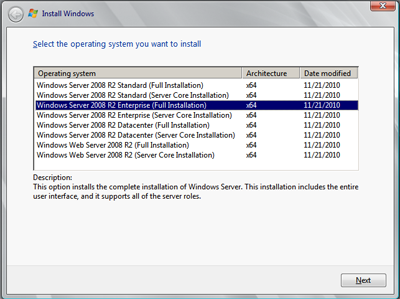 Install Windows
Select the operating system you want to install
Operating system Architecture Date modified
Windows Server 2008 R2 Standard (Full Installation) x64 11/21/2010
Windows Server 2008 R2 Standard (Server Core Installation) x64 11/21/2010
Windows Server 2008 R2 Enterprise (Full Installation) x64 11/21/2010
Windows Server 2008 R2 Enterprise (Server Core Installation) x64 11/21/2010
Windows Server 2008 R2 Datacenter (Full Installation) x64 11/21/2010
Windows Server 2008 R2 Datacenter (Server Core Installation) x64 11/21/2010
Windows Web Server 2008 R2 (Full Installation) x64 11/21/2010
Windows Web Server 2008 R2 (Server Core Installation) x64 11/21/2010
Description:
This option installs the complete installation of Windows Server. This installation includes the entire
user interface, and it supports all of the server roles.
Next